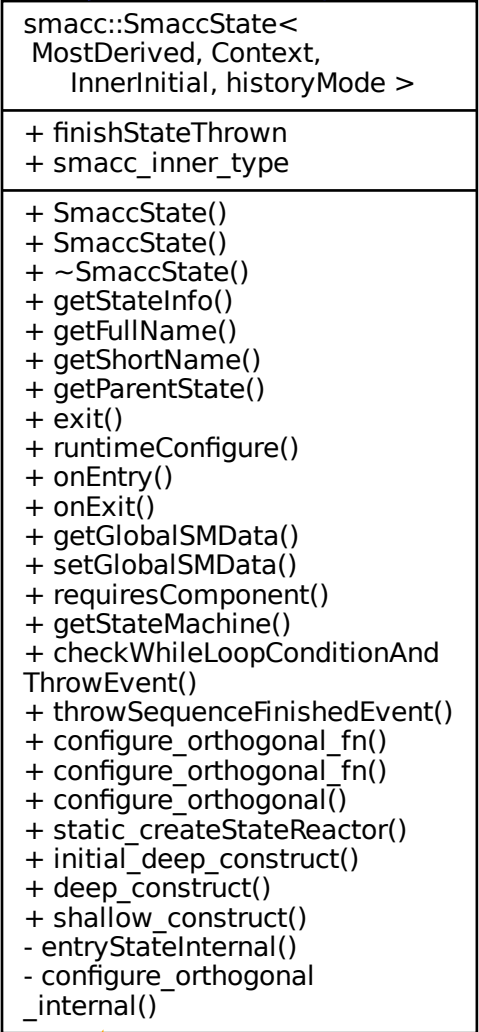 smacc::SmaccState<
MostDerived, Context,
InnerInitial, historyMode >
+ finishStateThrown
+ smacc_inner_type
+ SmaccState()
+ SmaccState()
+ ~SmaccState()
+ getStateInfo()
+ getFullName()
+ getShortName()
+ getParentState()
+ exit()
+ runtimeConfigure()
+ onEntry()
+ onExit()
+ getGlobalSMData()
+ setGlobalSMData()
+ requiresComponent()
+ getStateMachine()
+ checkWhileLoopConditionAnd
ThrowEvent()
+ throwSequenceFinishedEvent()
+ configure_orthogonal_fn()
+ configure_orthogonal_fn()
+ configure_orthogonal()
+ static_createStateReactor()
+ initial_deep_construct()
+ deep_construct()
+ shallow_construct()
- entryStateInternal()
- configure_orthogonal
_internal()